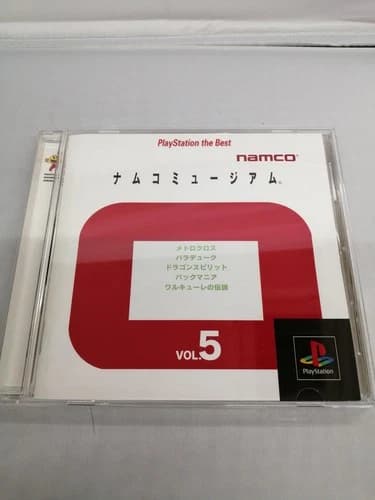 PlayStation the Best
namco
ナムコミュージアム®
メトロクロス
バラデューク
ドラゴンスピリット
パックマニア
ワルキューレの伝説
VOL.5
PlayStation